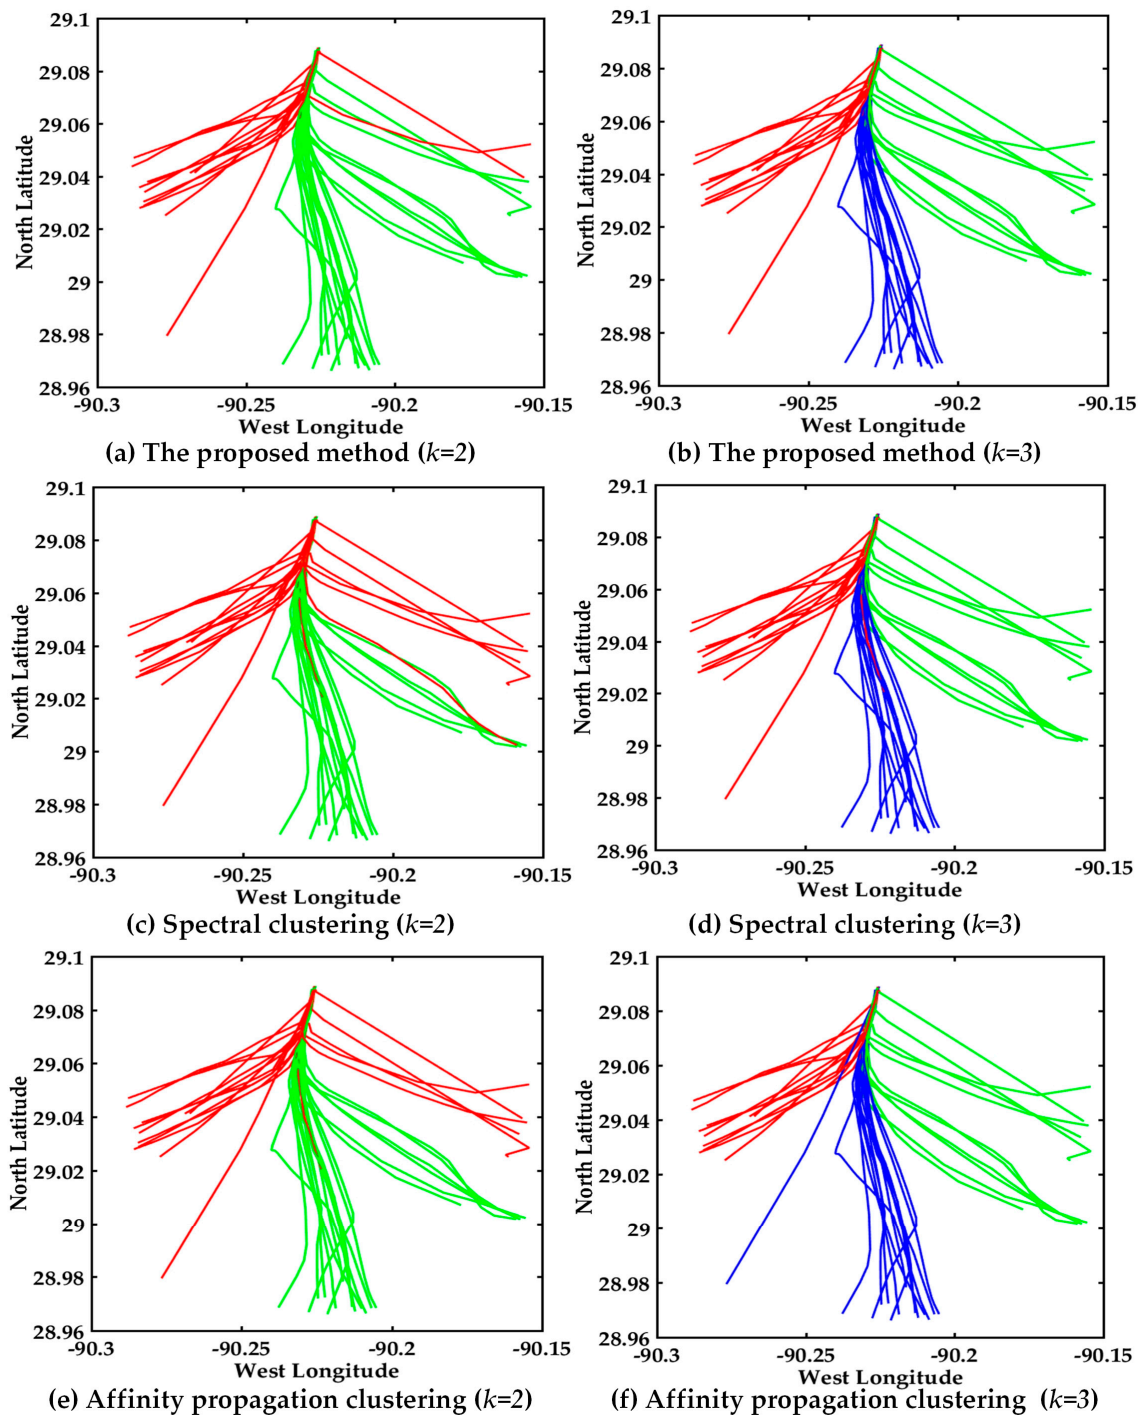 29.1
29.08
29.06
29.04
29.02
29
28.98
28.96
North Latitude
-90.3 -90.25 -90.2 -90.15
West Longitude
(a) The proposed method (k=2)
29.1
29.08
29.06
29.04
29.02
29
28.98
28.96
North Latitude
-90.3 -90.25 -90.2 -90.15
West Longitude
(b) The proposed method (k=3)
29.1
29.08
29.06
29.04
29.02
29
28.98
28.96
North Latitude
-90.3 -90.25 -90.2 -90.15
West Longitude
(c) Spectral clustering (k=2)
29.1
29.08
29.06
29.04
29.02
29
28.98
28.96
North Latitude
-90.3 -90.25 -90.2 -90.15
West Longitude
(d) Spectral clustering (k=3)
29.1
29.08
29.06
29.04
29.02
29
28.98
28.96
North Latitude
-90.3 -90.25 -90.2 -90.15
West Longitude
(e) Affinity propagation clustering (k=2)
29.1
29.08
29.06
29.04
29.02
29
28.98
28.96
North Latitude
-90.3 -90.25 -90.2 -90.15
West Longitude
(f) Affinity propagation clustering (k=3)